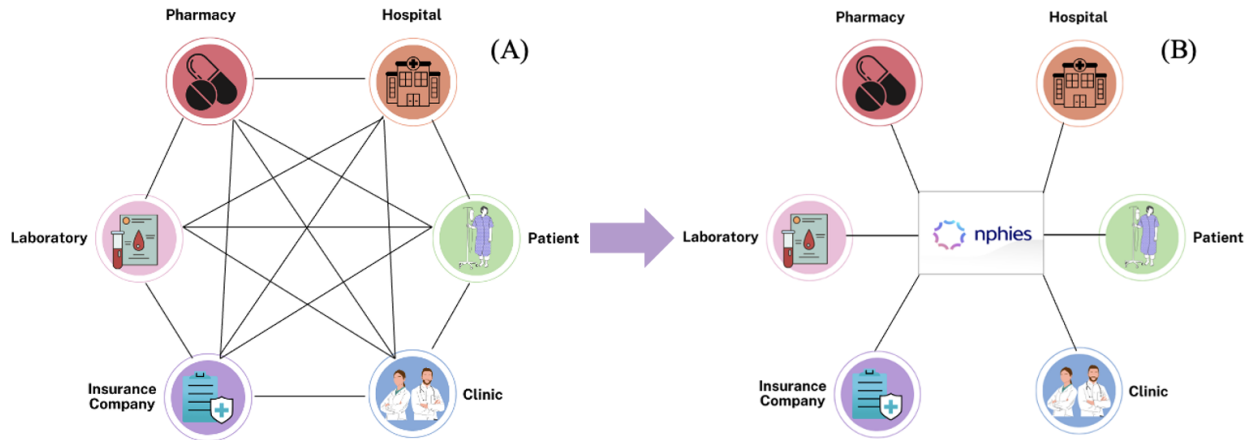 Pharmacy
Hospital
(A)
Laboratory
Patient
Insurance
Company
Clinic
Pharmacy
Hospital
(B)
Laboratory
nphies
Patient
Insurance
Company
Clinic